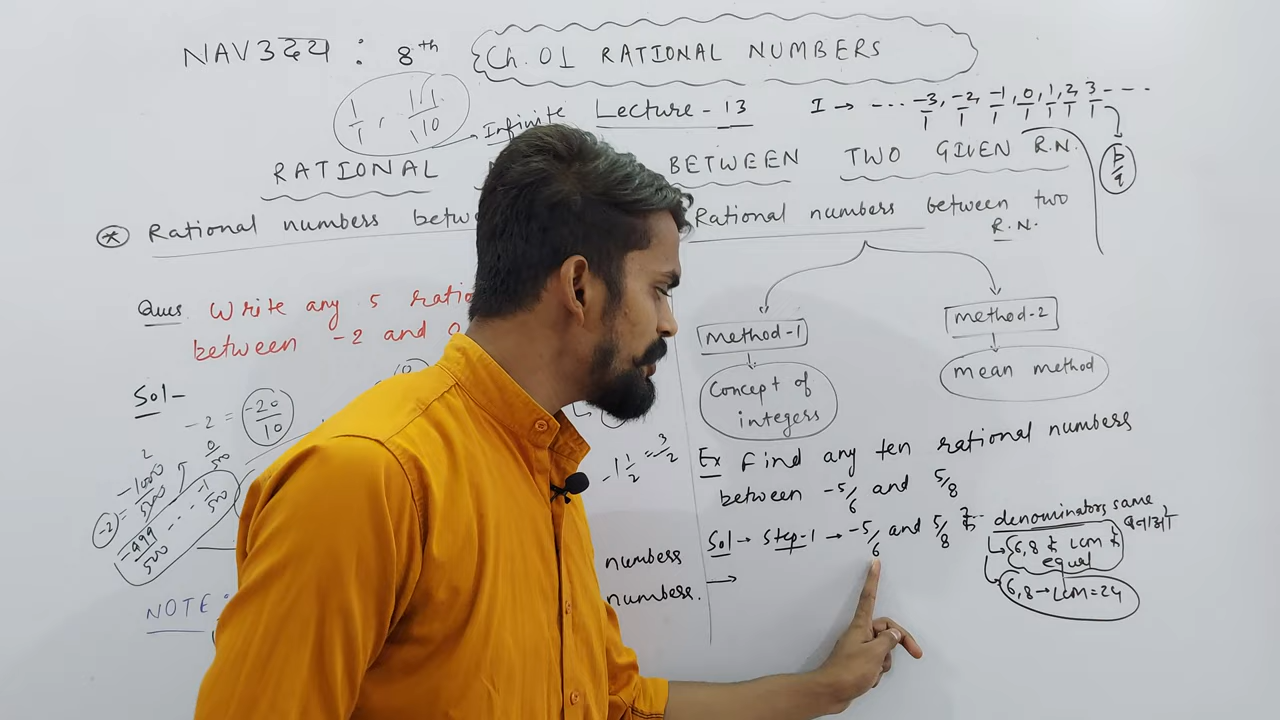 NAV3224 : 8th
Ch. 01 RATIONAL NUMBERS
1/1 , 11/10 → Infinite
Lecture - 13
I → --- -3/1, -2/1, -1/1, 0/1, 1/1, 2/1, 3/1 ----
p/q
RATIONAL BETWEEN TWO GIVEN R.N.
* Rational numbers
Ques. Write any 5
between -2 and
Sol-
-2 = -20/10
-2 = -1000/500
0/500
-999/500 --- -1/500
-1 1/2 = -3/2
numbers
numbers.
NOTE:
Rational numbers between two
R.N.
Method-1
Method-2
Concept of
integers
mean method
Ex Find any ten rational numbers
between -5/6 and 5/8
Sol → Step-1 → -5/6 and 5/8
denominators same
6,8
LCM
equal
6,8 → LCM = 24